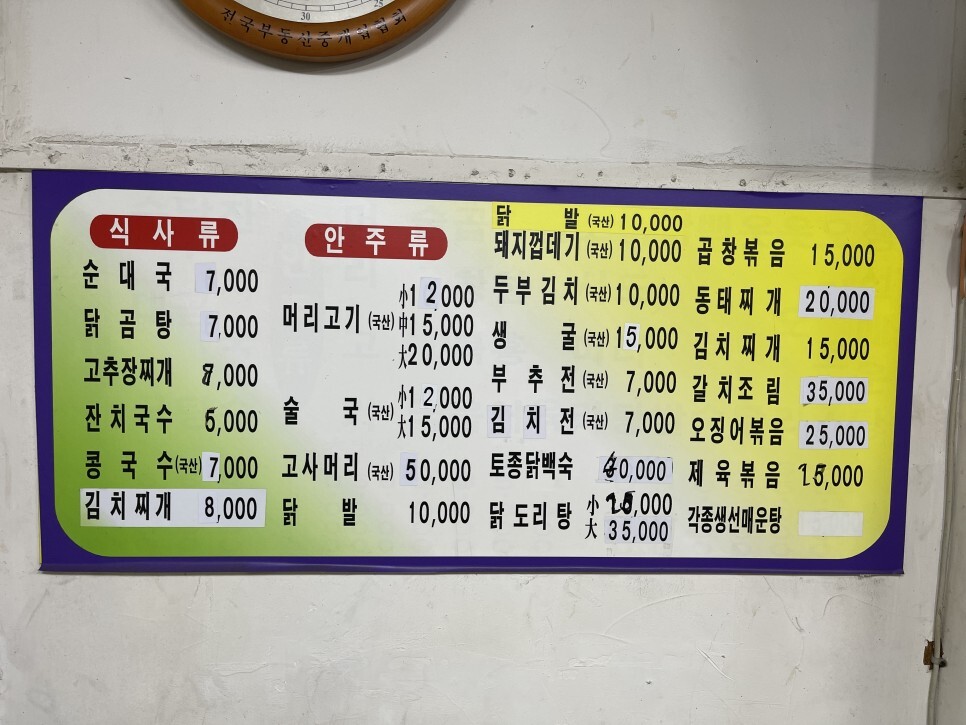 30
25
전국부동산중개업협회
식사류
순대국 7,000
닭곰탕 7,000
고추장찌개 8,000
잔치국수 6,000
콩국수(국산) 7,000
김치찌개 8,000
안주류
머리고기(국산) 小12000
中15,000
大20,000
술국(국산) 小12,000
大15,000
고사머리(국산) 50,000
닭발 10,000
닭발(국산) 10,000
돼지껍데기(국산) 10,000
두부김치(국산) 10,000
생굴(국산) 15,000
부추전(국산) 7,000
김치전(국산) 7,000
토종닭백숙
닭도리탕 小
大35,000
곱창볶음 15,000
동태찌개 20,000
김치찌개 15,000
갈치조림 35,000
오징어볶음 25,000
제육볶음
각종생선매운탕